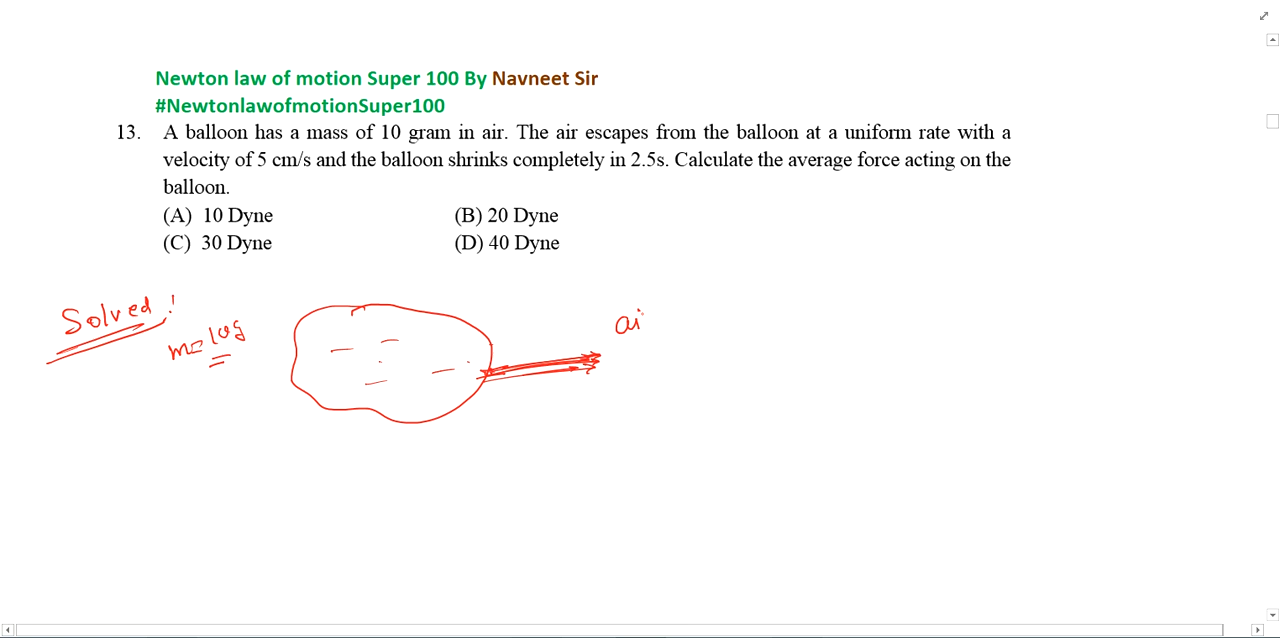 Newton law of motion Super 100 By Navneet Sir
#NewtonlawofmotionSuper100
13. A balloon has a mass of 10 gram in air. The air escapes from the balloon at a uniform rate with a
velocity of 5 cm/s and the balloon shrinks completely in 2.5s. Calculate the average force acting on the
balloon.
(A) 10 Dyne (B) 20 Dyne
(C) 30 Dyne (D) 40 Dyne
Solved!
m=10g
ai